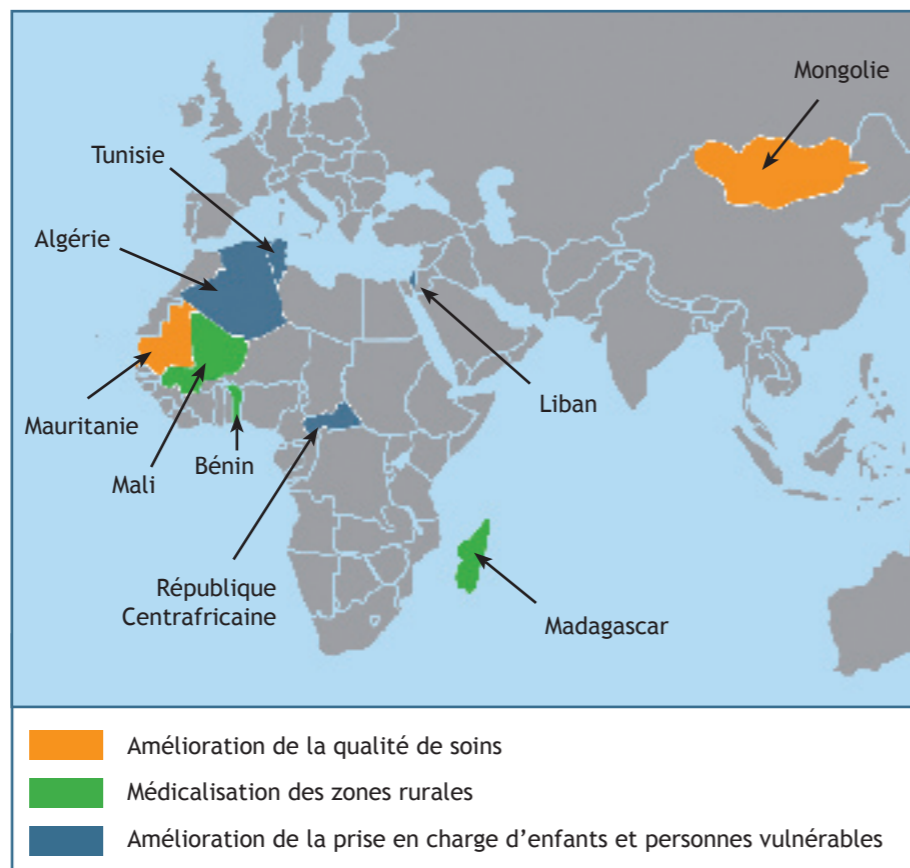 Mongolie
Tunisie
Algérie
Liban
Mauritanie
Bénin
Mali
République
Centrafricaine
Madagascar
Amélioration de la qualité de soins
Médicalisation des zones rurales
Amélioration de la prise en charge d’enfants et personnes vulnérables